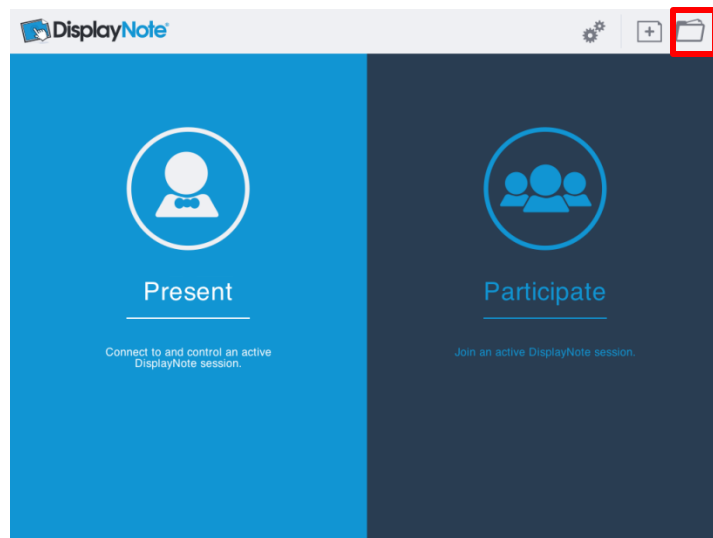 DisplayNote
Present
Connect to and control an active
DisplayNote session.
Participate
Join an active DisplayNote session.